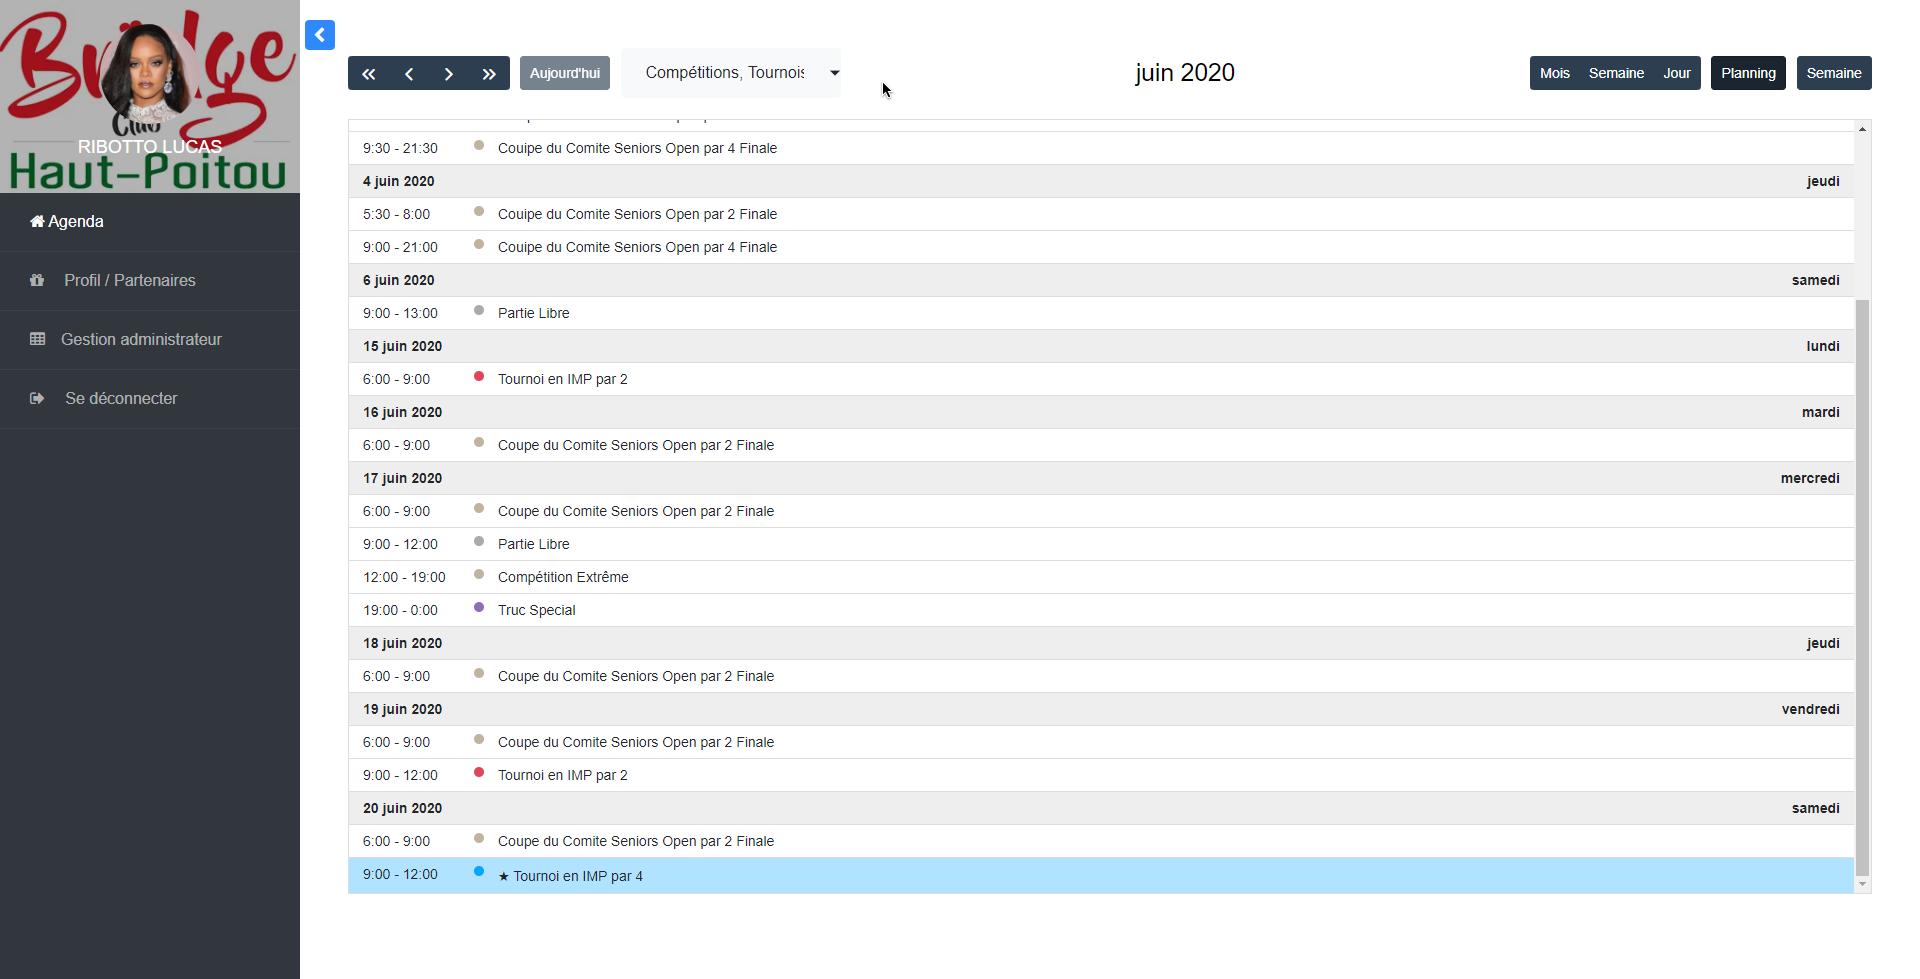 Bridge
Club
RIBOTTO LUCAS
Haut-Poitou
Agenda
Profil / Partenaires
Gestion administrateur
Se déconnecter
Aujourd'hui
Compétitions, Tournois
juin 2020
Mois Semaine Jour Planning Semaine
9:30 - 21:30 Couipe du Comite Seniors Open par 4 Finale
4 juin 2020 jeudi
5:30 - 8:00 Couipe du Comite Seniors Open par 2 Finale
9:00 - 21:00 Couipe du Comite Seniors Open par 4 Finale
6 juin 2020 samedi
9:00 - 13:00 Partie Libre
15 juin 2020 lundi
6:00 - 9:00 Tournoi en IMP par 2
16 juin 2020 mardi
6:00 - 9:00 Coupe du Comite Seniors Open par 2 Finale
17 juin 2020 mercredi
6:00 - 9:00 Coupe du Comite Seniors Open par 2 Finale
9:00 - 12:00 Partie Libre
12:00 - 19:00 Compétition Extrême
19:00 - 0:00 Truc Special
18 juin 2020 jeudi
6:00 - 9:00 Coupe du Comite Seniors Open par 2 Finale
19 juin 2020 vendredi
6:00 - 9:00 Coupe du Comite Seniors Open par 2 Finale
9:00 - 12:00 Tournoi en IMP par 2
20 juin 2020 samedi
6:00 - 9:00 Coupe du Comite Seniors Open par 2 Finale
9:00 - 12:00 ★ Tournoi en IMP par 4